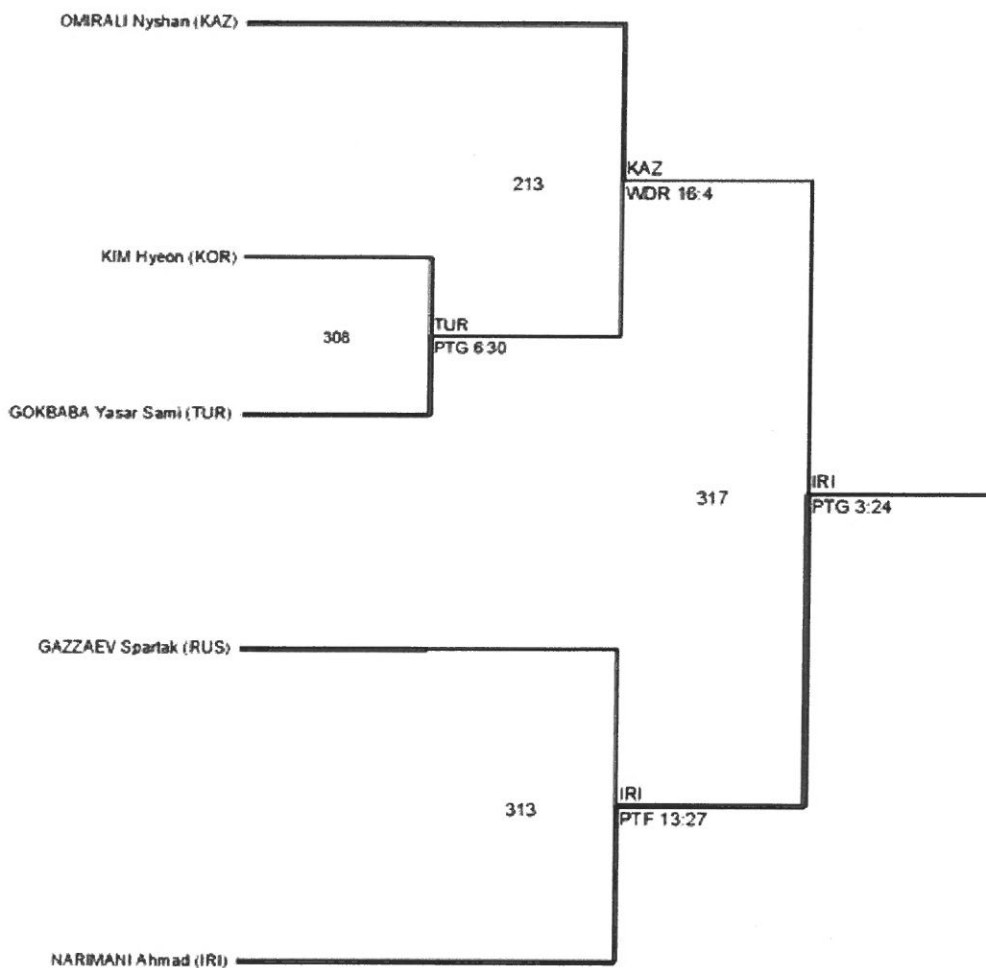 OMIRALI Nyshan (KAZ)
KAZ
213
WDR 16:4
KIM Hyeon (KOR)
TUR
308
PTG 6:30
GOKBABA Yasar Sami (TUR)
IRI
317
PTG 3:24
GAZZAEV Spartak (RUS)
IRI
313
PTF 13:27
NARIMANI Ahmad (IRI)